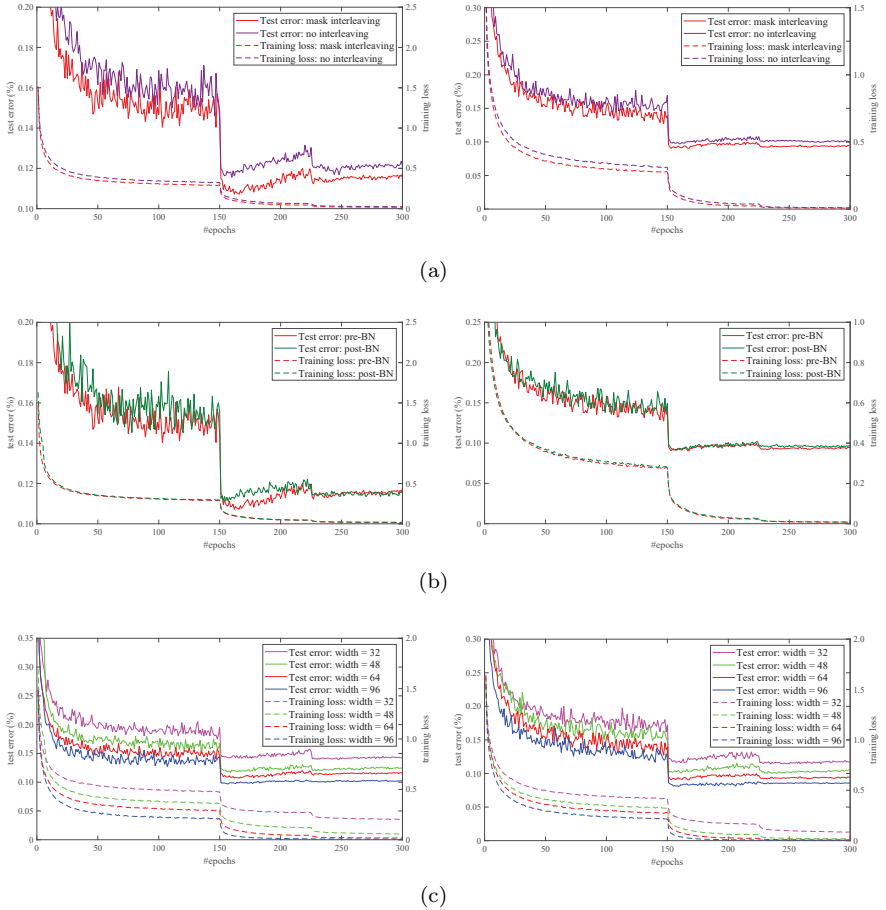 0.20
0.18
0.16
0.14
0.12
0.10
test error (%)
Test error: mask interleaving
Test error: no interleaving
Training loss: mask interleaving
Training loss: no interleaving
2.5
2.0
1.5
1.0
0.5
0
training loss
0 50 100 150 200 250 300
#epochs
0.30
0.25
0.20
0.15
0.10
0.05
0
test error (%)
Test error: mask interleaving
Test error: no interleaving
Training loss: mask interleaving
Training loss: no interleaving
1.5
1.0
0.5
0
training loss
0 50 100 150 200 250 300
#epochs
(a)
0.20
0.18
0.16
0.14
0.12
0.10
test error (%)
Test error: pre-BN
Test error: post-BN
Training loss: pre-BN
Training loss: post-BN
2.5
2.0
1.5
1.0
0.5
0
training loss
0 50 100 150 200 250 300
#epochs
0.25
0.20
0.15
0.10
0.05
0
test error (%)
Test error: pre-BN
Test error: post-BN
Training loss: pre-BN
Training loss: post-BN
1.0
0.8
0.6
0.4
0.2
0
training loss
0 50 100 150 200 250 300
#epochs
(b)
0.35
0.30
0.25
0.20
0.15
0.10
0.05
0
test error (%)
Test error: width = 32
Test error: width = 48
Test error: width = 64
Test error: width = 96
Training loss: width = 32
Training loss: width = 48
Training loss: width = 64
Training loss: width = 96
2.0
1.5
1.0
0.5
0
training loss
0 50 100 150 200 250 300
#epochs
0.30
0.25
0.20
0.15
0.10
0.05
0
test error (%)
Test error: width = 32
Test error: width = 48
Test error: width = 64
Test error: width = 96
Training loss: width = 32
Training loss: width = 48
Training loss: width = 64
Training loss: width = 96
2.0
1.5
1.0
0.5
0
training loss
0 50 100 150 200 250 300
#epochs
(c)